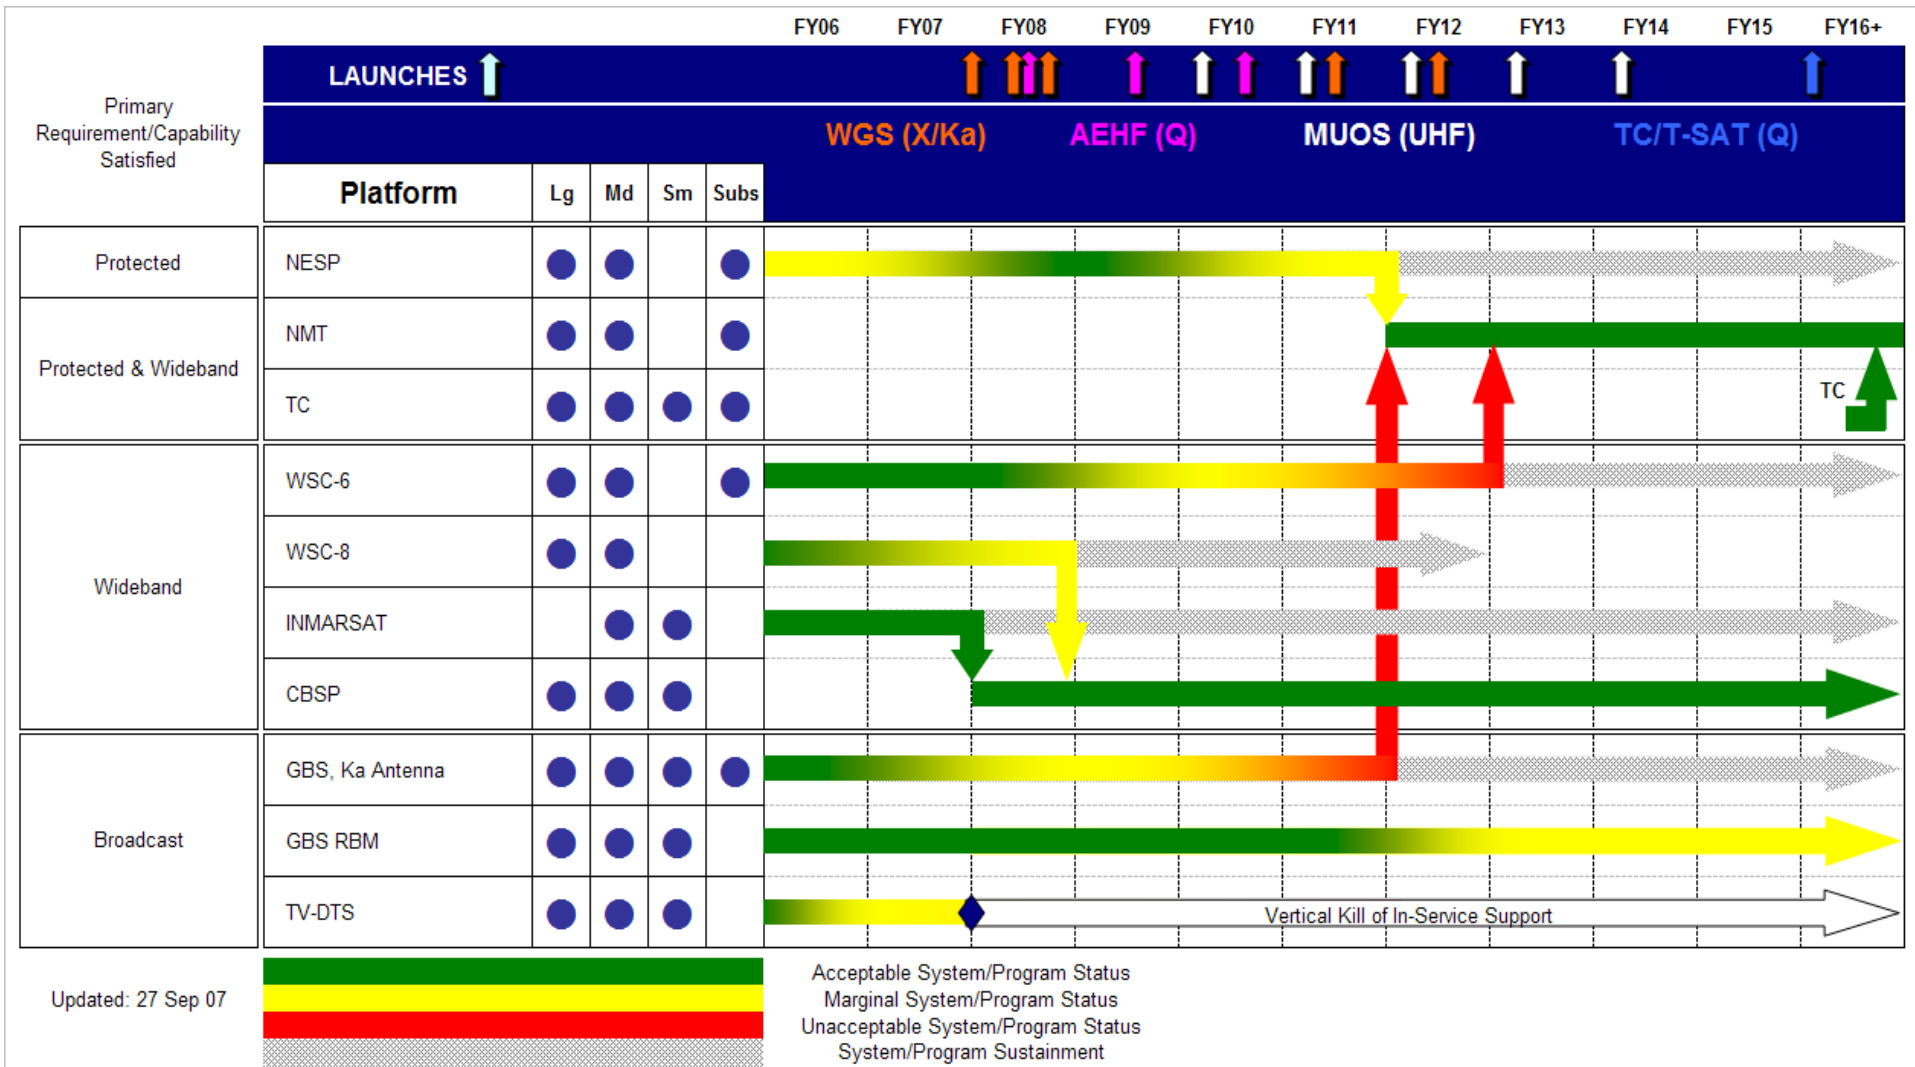 FY06 FY07 FY08 FY09 FY10 FY11 FY12 FY13 FY14 FY15 FY16+
LAUNCHES
Primary
Requirement/Capability
Satisfied
WGS (X/Ka) AEHF (Q) MUOS (UHF) TC/T-SAT (Q)
Platform Lg Md Sm Subs
Protected
NESP
Protected & Wideband
NMT
TC
TC
Wideband
WSC-6
WSC-8
INMARSAT
CBSP
Broadcast
GBS, Ka Antenna
GBS RBM
TV-DTS
Vertical Kill of In-Service Support
Updated: 27 Sep 07
Acceptable System/Program Status
Marginal System/Program Status
Unacceptable System/Program Status
System/Program Sustainment